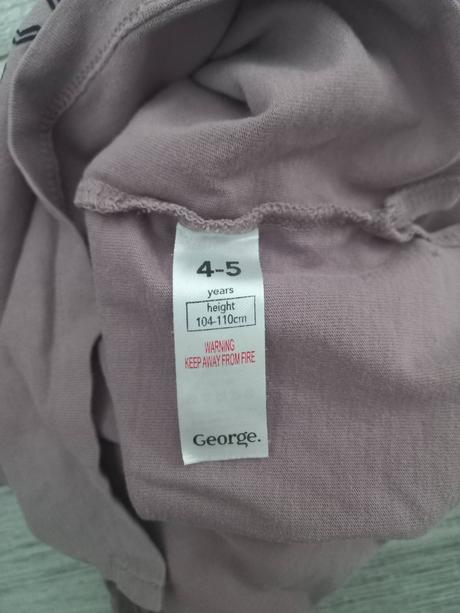 4-5
years
height
104-110cm
WARNING
KEEP AWAY FROM FIRE
George.